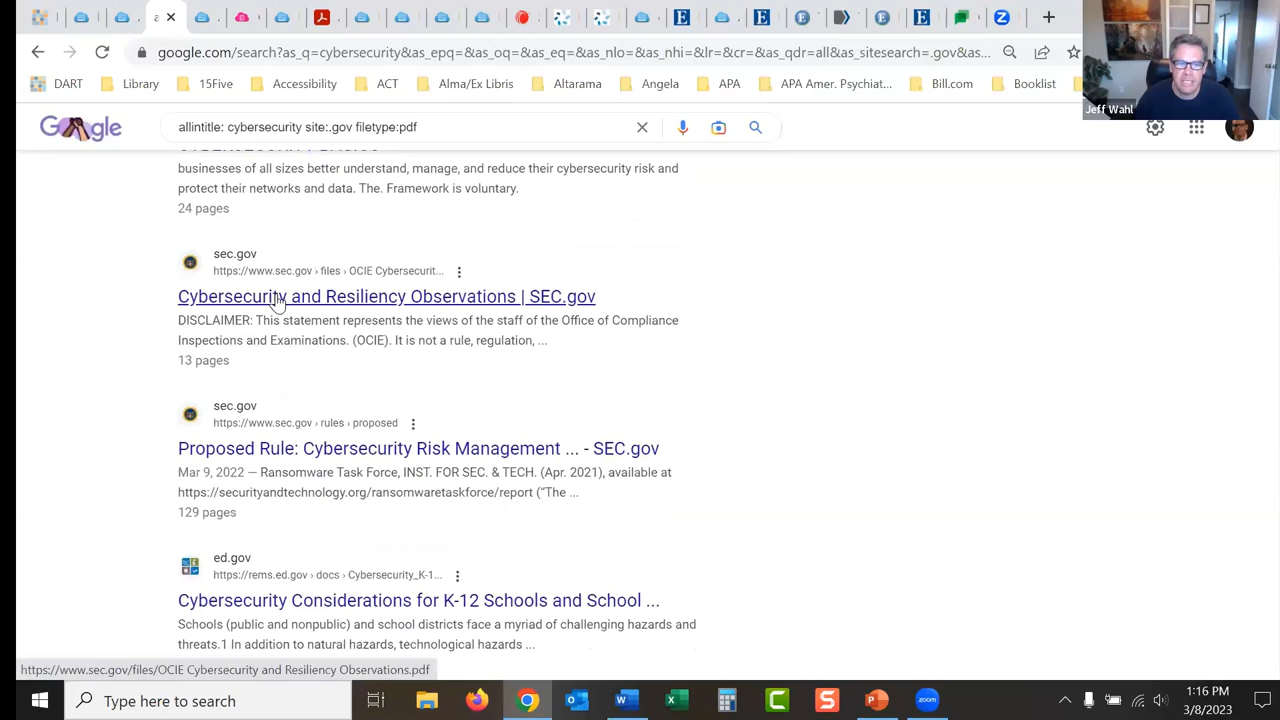 a
google.com/search?as_q=cybersecurity&as_epq=&as_oq=&as_eq=&as_nlo=&as_nhi=&lr=&cr=&as_qdr=all&as_sitesearch=.gov&as...
DART
Library
15Five
Accessibility
ACT
Alma/Ex Libris
Altarama
Angela
APA
APA Amer. Psychiat...
Bill.com
Booklist
Jeff Wahl
allintitle: cybersecurity site:.gov filetype:pdf
businesses of all sizes better understand, manage, and reduce their cybersecurity risk and
protect their networks and data. The. Framework is voluntary.
24 pages
sec.gov
https://www.sec.gov › files › OCIE Cybersecurit...
Cybersecurity and Resiliency Observations | SEC.gov
DISCLAIMER: This statement represents the views of the staff of the Office of Compliance
Inspections and Examinations. (OCIE). It is not a rule, regulation, ...
13 pages
sec.gov
https://www.sec.gov › rules › proposed
Proposed Rule: Cybersecurity Risk Management ... - SEC.gov
Mar 9, 2022 — Ransomware Task Force, INST. FOR SEC. & TECH. (Apr. 2021), available at
https://securityandtechnology.org/ransomwaretaskforce/report ("The ...
129 pages
ed.gov
https://rems.ed.gov › docs › Cybersecurity_K-1...
Cybersecurity Considerations for K-12 Schools and School ...
Schools (public and nonpublic) and school districts face a myriad of challenging hazards and
threats.1 In addition to natural hazards, technological hazards ...
https://www.sec.gov/files/OCIE Cybersecurity and Resiliency Observations.pdf
Type here to search
1:16 PM
3/8/2023